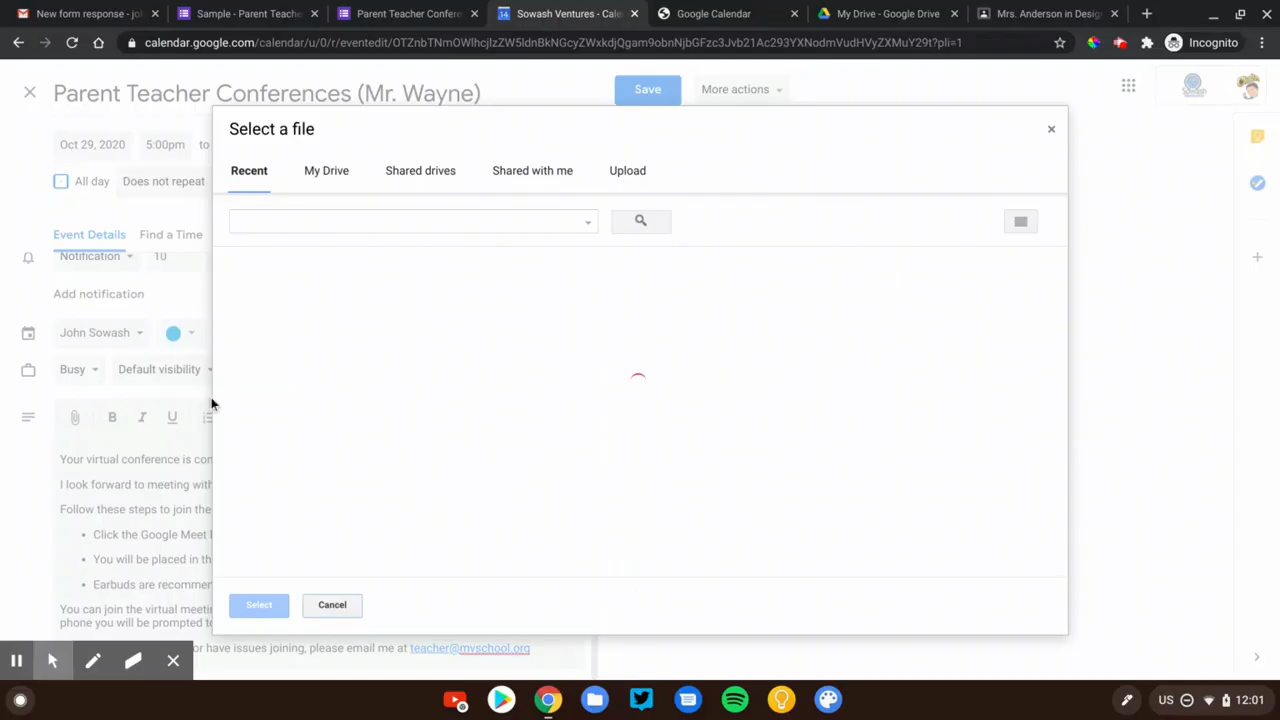 New form response - jo
Sample - Parent Teache
Parent Teacher Confere
Sowash Ventures - Cale
Google Calendar
My Drive - Google Drive
Mrs. Anderson in Desig
calendar.google.com/calendar/u/0/r/eventedit/OTZnbTNmOWlhcjIzZW5ldnBkNGcyZWxkdjQgam9obnNjbGFzc3Jvb21Ac293YXNodmVudHVyZXMuY29t?pli=1
Incognito
Parent Teacher Conferences (Mr. Wayne)
Save
More actions
Select a file
Oct 29, 2020
5:00pm
to
Recent
My Drive
Shared drives
Shared with me
Upload
All day
Does not repeat
Event Details
Find a Time
Notification
10
Add notification
John Sowash
Busy
Default visibility
B
I
U
Your virtual conference is con
I look forward to meeting with
Follow these steps to join the
• Click the Google Meet
• You will be placed in th
• Earbuds are recommer
You can join the virtual meeti
phone you will be prompted to
Select
Cancel
or have issues joining, please email me at teacher@myschool.org
US
12:01